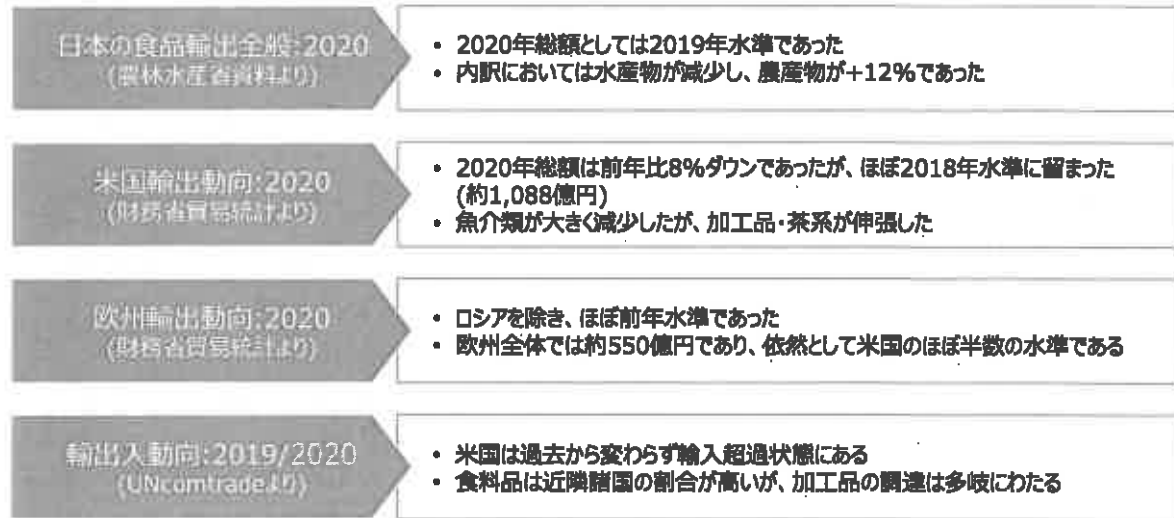 日本の食品輸出全般:2020
(農林水産省資料より)
• 2020年総額としては2019年水準であった
• 内訳においては水産物が減少し、農産物が+12%であった
米国輸出動向:2020
(財務省貿易統計より)
• 2020年総額は前年比8%ダウンであったが、ほぼ2018年水準に留まった
(約1,088億円)
• 魚介類が大きく減少したが、加工品・茶系が伸張した
欧州輸出動向:2020
(財務省貿易統計より)
• ロシアを除き、ほぼ前年水準であった
• 欧州全体では約550億円であり、依然として米国のほぼ半数の水準である
輸出入動向:2019/2020
(UNcomtradeより)
• 米国は過去から変わらず輸入超過状態にある
• 食料品は近隣諸国の割合が高いが、加工品の調達は多岐にわたる